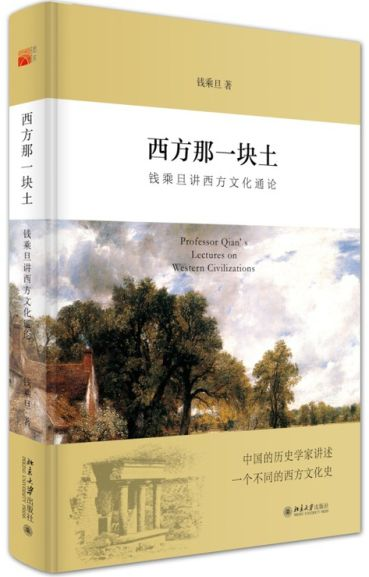 钱乘旦 著
西方那一块土
钱乘旦讲西方文化通论
Professor Qian's
Lectures on
Western Civilizations
中国的历史学家讲述
一个不同的西方文化史
北京大学出版社
西方那一块土
钱乘旦讲西方文化通论
钱乘旦 著
北京大学出版社